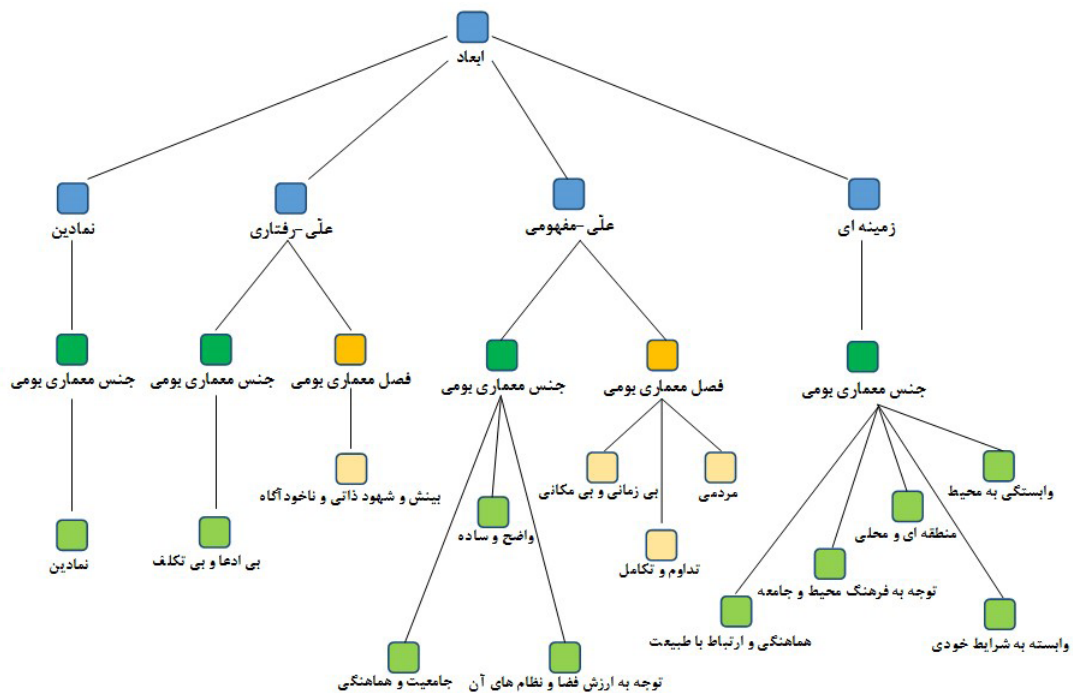 ابعاد
زمینه ای
علّی-مفهومی
علّی-رفتاری
نمادین
جنس معماری بومی
فصل معماری بومی
جنس معماری بومی
فصل معماری بومی
جنس معماری بومی
جنس معماری بومی
وابستگی به محیط
مردمی
بی زمانی و بی مکانی
بینش و شهود ذاتی و ناخودآگاه
منطقه ای و محلی
واضح و ساده
تداوم و تکامل
بی ادعا و بی تکلف
نمادین
توجه به فرهنگ محیط و جامعه
وابسته به شرایط خودی
هماهنگی و ارتباط با طبیعت
توجه به ارزش فضا و نظام های آن
جامعیت و هماهنگی